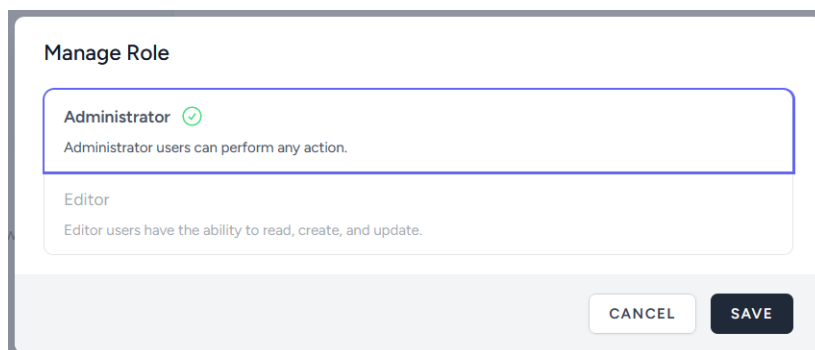 Manage Role
Administrator
Administrator users can perform any action.
Editor
Editor users have the ability to read, create, and update.
CANCEL
SAVE